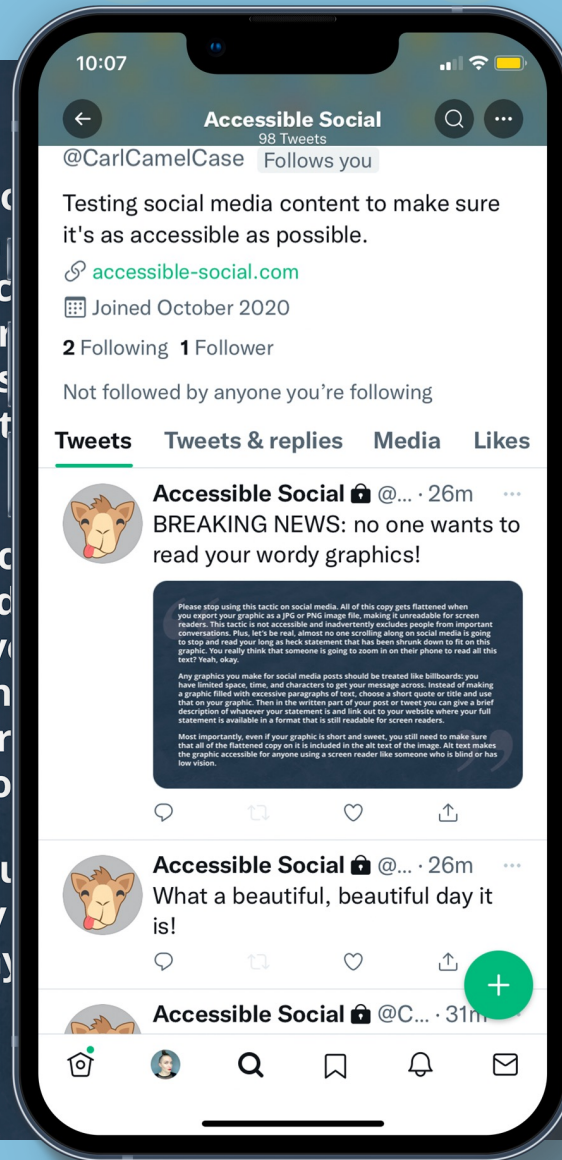 10:07
Accessible Social
98 Tweets
@CarlCamelCase Follows you
Testing social media content to make sure
it's as accessible as possible.
accessible-social.com
Joined October 2020
2 Following 1 Follower
Not followed by anyone you're following
Tweets Tweets & replies Media Likes
Accessible Social @... · 26m ...
BREAKING NEWS: no one wants to
read your wordy graphics!
Please stop using this tactic on social media. All of this copy gets flattened when
you export your graphic as a JPG or PNG image file, making it unreadable for screen
readers. This tactic is not accessible and inadvertently excludes people from important
conversations. Plus, let's be real, almost no one scrolling along on social media is going
to stop and read your long as heck statement that has been shrunk down to fit on this
graphic. You really think that someone is going to zoom in on their phone to read all this
text? Yeah, okay.
Any graphics you make for social media posts should be treated like billboards: you
have limited space, time, and characters to get your message across. Instead of making
a graphic filled with excessive paragraphs of text, choose a short quote or title and use
that on your graphic. Then in the written part of your post or tweet you can give a brief
description of whatever your statement is and link out to your website where your full
statement is available in a format that is still readable for screen readers.
Most importantly, even if your graphic is short and sweet, you still need to make sure
that all of the flattened copy on it is included in the alt text of the image. Alt text makes
the graphic accessible for anyone using a screen reader like someone who is blind or has
low vision.
Accessible Social @... · 26m ...
What a beautiful, beautiful day it
is!
Accessible Social @C... · 31m